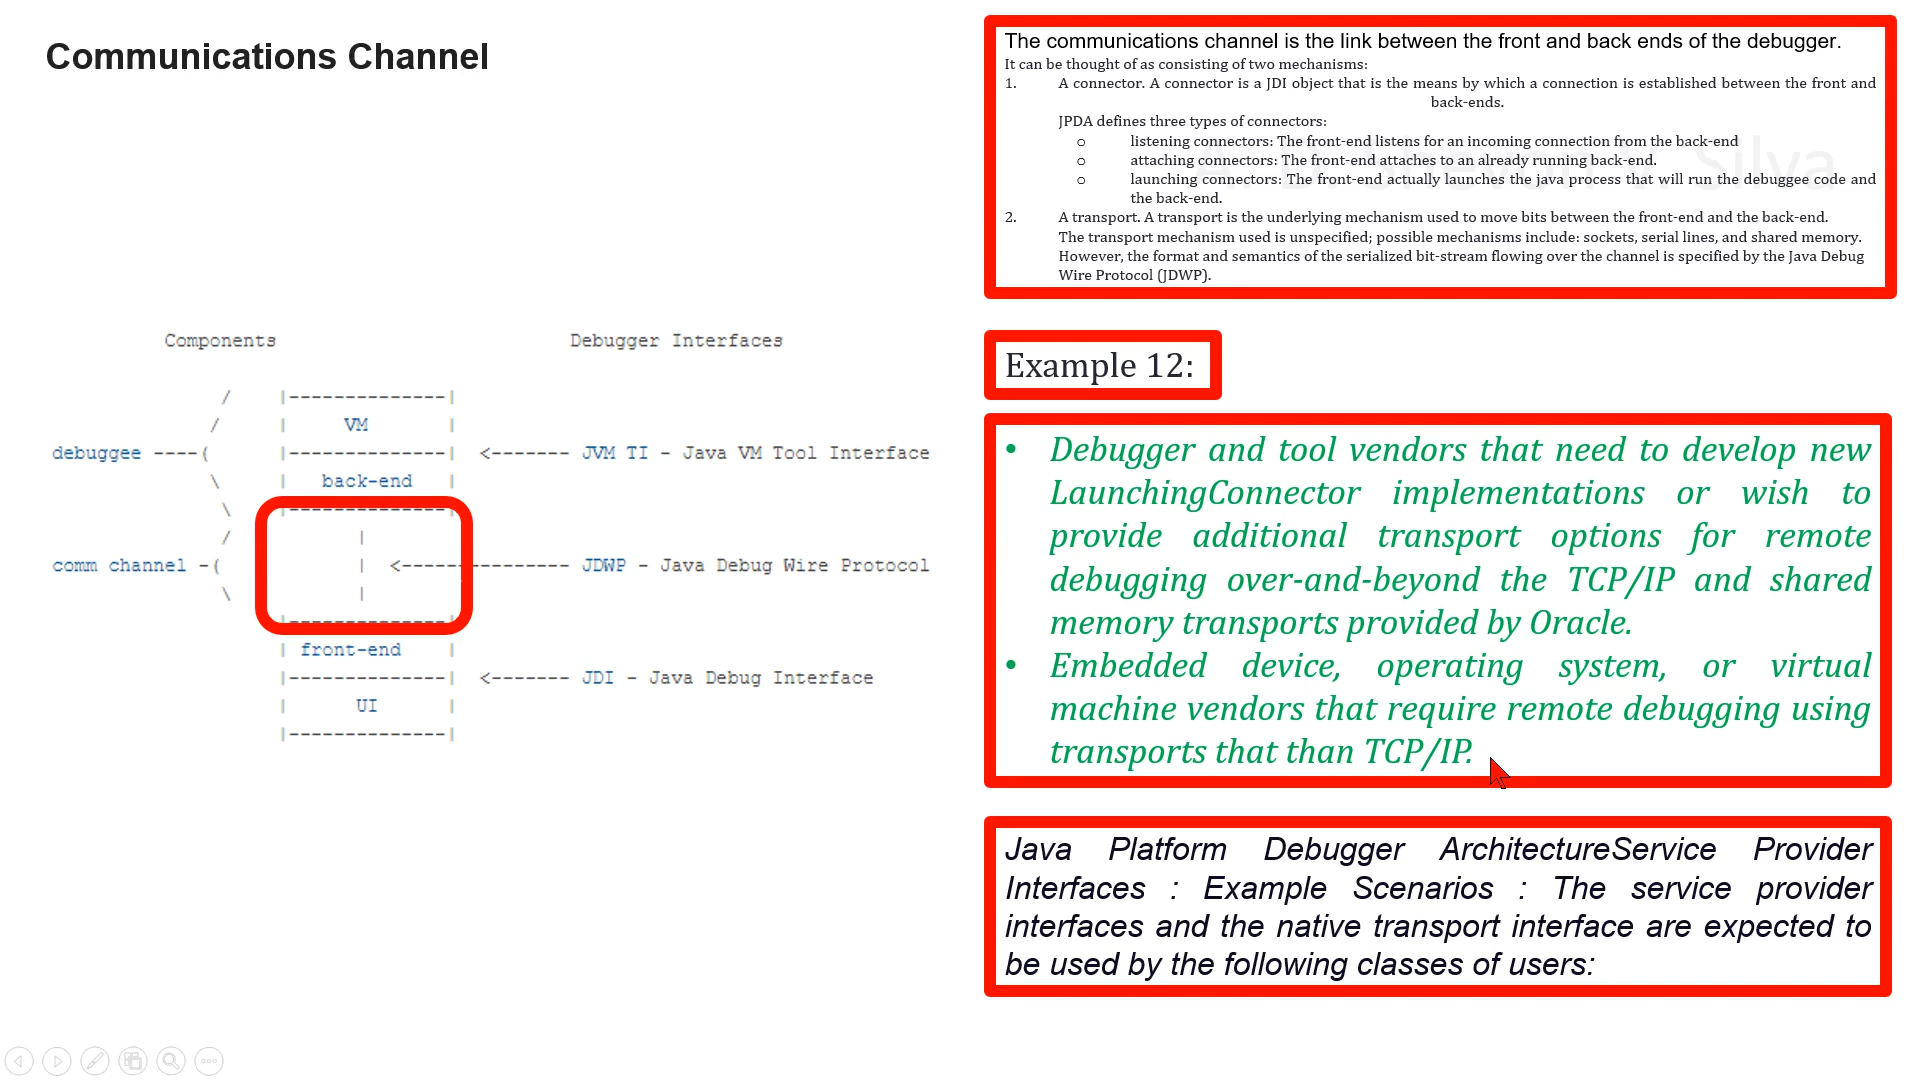 Communications Channel
The communications channel is the link between the front and back ends of the debugger.
It can be thought of as consisting of two mechanisms:
1. A connector. A connector is a JDI object that is the means by which a connection is established between the front and
back-ends.
JPDA defines three types of connectors:
o listening connectors: The front-end listens for an incoming connection from the back-end
o attaching connectors: The front-end attaches to an already running back-end.
o launching connectors: The front-end actually launches the java process that will run the debuggee code and
the back-end.
2. A transport. A transport is the underlying mechanism used to move bits between the front-end and the back-end.
The transport mechanism used is unspecified; possible mechanisms include: sockets, serial lines, and shared memory.
However, the format and semantics of the serialized bit-stream flowing over the channel is specified by the Java Debug
Wire Protocol (JDWP).
Silva
Components Debugger Interfaces
/ |--------------|
/ | VM |
debuggee ----( |--------------| <------- JVM TI - Java VM Tool Interface
\ | back-end |
\ |--------------|
/ |
comm channel -( | <--------------- JDWP - Java Debug Wire Protocol
\ |
|--------------|
| front-end |
|--------------| <------- JDI - Java Debug Interface
| UI |
|--------------|
Example 12:
• Debugger and tool vendors that need to develop new
LaunchingConnector implementations or wish to
provide additional transport options for remote
debugging over-and-beyond the TCP/IP and shared
memory transports provided by Oracle.
• Embedded device, operating system, or virtual
machine vendors that require remote debugging using
transports that than TCP/IP.
Java Platform Debugger ArchitectureService Provider
Interfaces : Example Scenarios : The service provider
interfaces and the native transport interface are expected to
be used by the following classes of users: